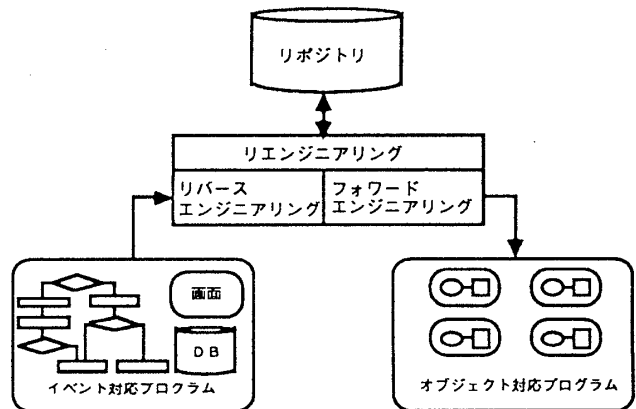 リポジトリ
リエンジニアリング
リバース
エンジニアリング
フォワード
エンジニアリング
画面
DB
イベント対応プログラム
オブジェクト対応プログラム